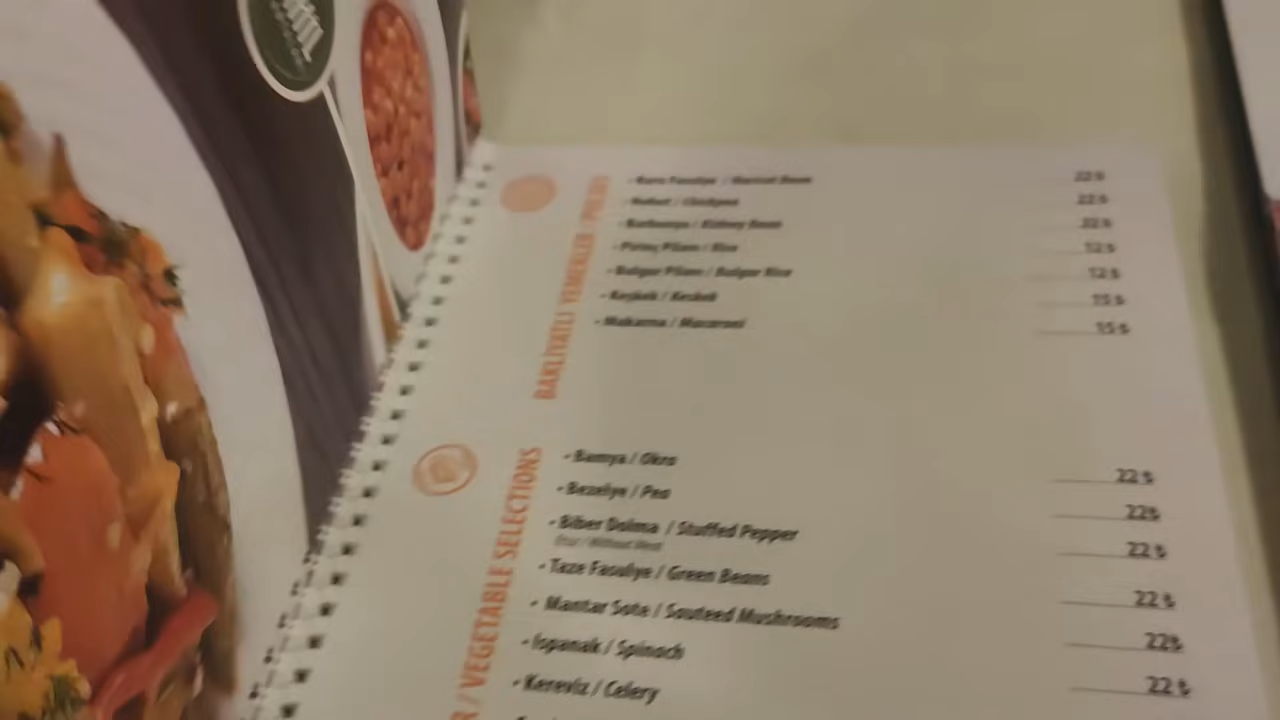 BAKLİYATLI YEMEKLER
- Kuru Fasulye / Haricot Bean 22 ₺
- Nohut / Chickpea 22 ₺
- Barbunya / Kidney Bean 22 ₺
- Pirinç Pilavı / Rice 12 ₺
- Bulgur Pilavı / Bulgur Rice 12 ₺
- Keşkek / Keskek 15 ₺
- Makarna / Macaroni 15 ₺
/ VEGETABLE SELECTIONS
- Bamya / Okra 22 ₺
- Bezelye / Pea 22 ₺
- Biber Dolma / Stuffed Pepper 22 ₺
/ Without Meat
- Taze Fasulye / Green Beans 22 ₺
- Mantar Sote / Sauteed Mushrooms 22 ₺
- Ispanak / Spinach 22 ₺
- Kereviz / Celery